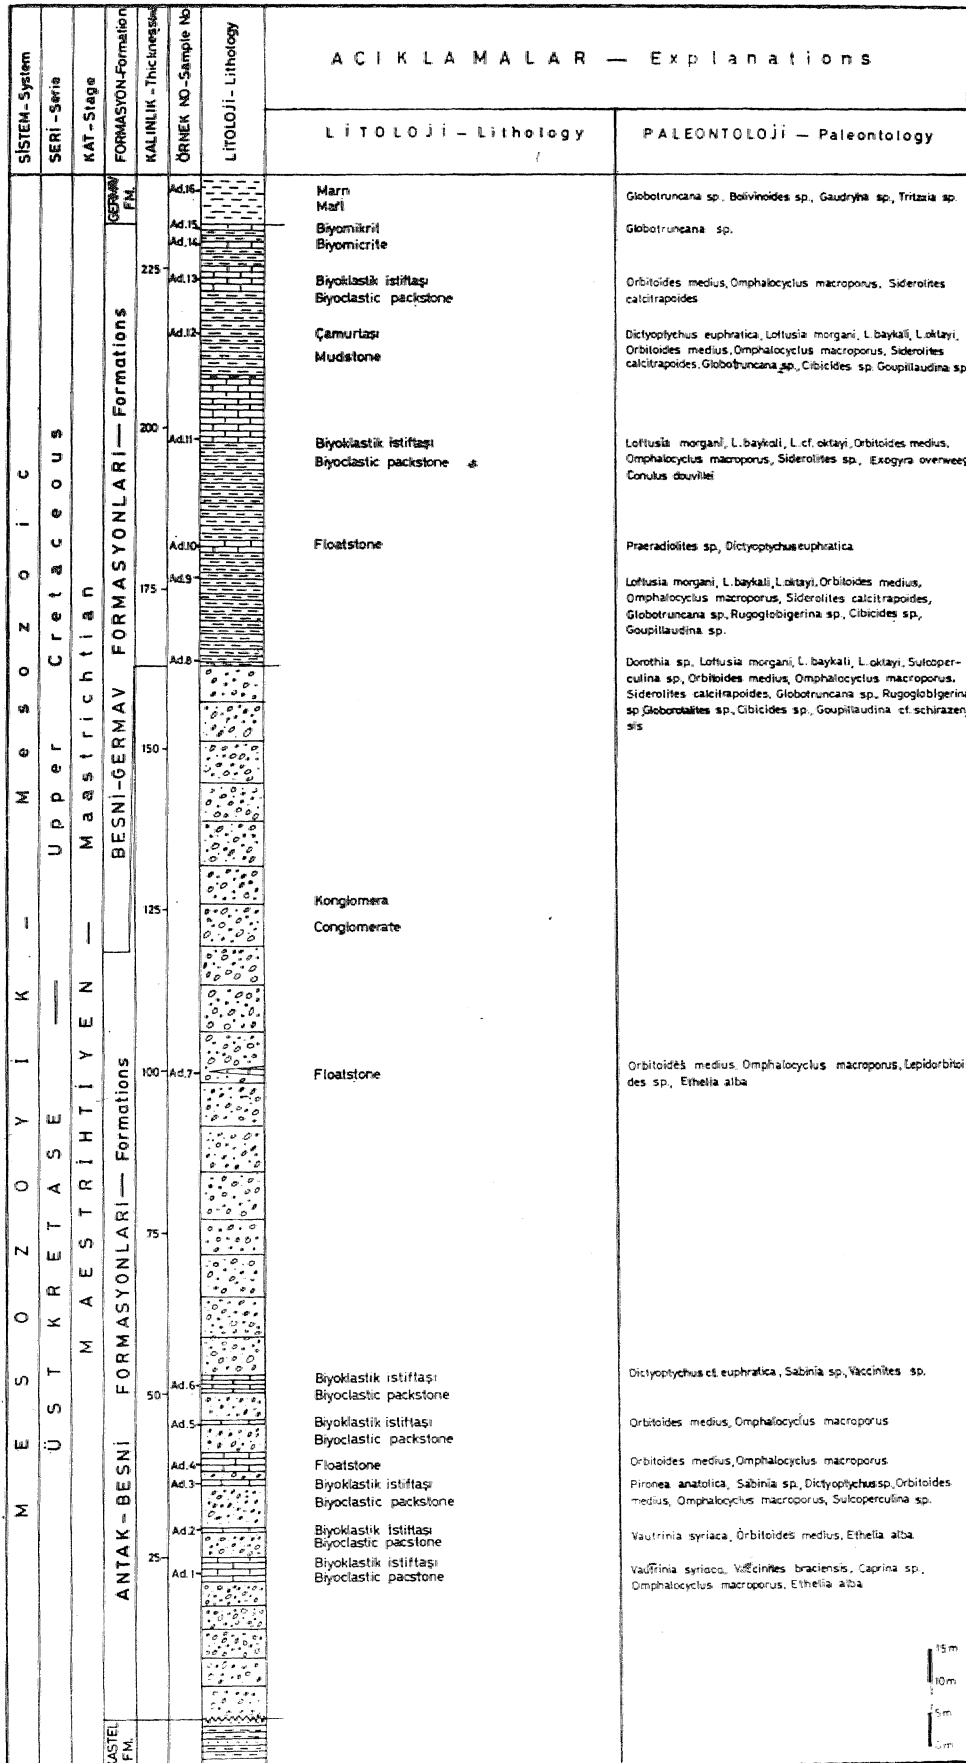 SİSTEM-System
SERİ-Serie
KAT-Stage
FORMASYON-Formation
KALINLIK-Thickness
ÖRNEK NO-Sample No
LİTOLOJİ-Lithology
ACIKLAMALAR — Explanations
LİTOLOJİ — Lithology
PALEONTOLOJİ — Paleontology
MESOZOYİK - Mesozoic
ÜST KRETASE — Upper Cretaceous
MAESTRİHTİYEN — Maastrichtian
GERMAV FM.
BESNİ-GERMAV FORMASYONLARI — Formations
ANTAK-BESNİ FORMASYONLARI — Formations
KASTEL FM.
Ad.16
Marn
Marl
Globotruncana sp., Bolivinoides sp., Gaudryna sp., Tritaxia sp.
Ad.15
Biyomikrit
Globotruncana sp.
Ad.14
Biyomicrite
225
Ad.13
Biyoklastik istiftaşı
Biyoclastic packstone
Orbitoides medius, Omphalocyclus macroporus, Siderolites
calcitrapoides
Ad.12
Çamurtaşı
Mudstone
Dictyoptychus euphratica, Loftusia morgani, L.baykali, L.oktayi,
Orbitoides medius, Omphalocyclus macroporus, Siderolites
calcitrapoides, Globotruncana sp., Cibicides sp. Goupillaudina sp
200
Ad.11
Biyoklastik istiftaşı
Biyoclastic packstone
Loftusia morgani, L.baykali, L.cf. oktayi, Orbitoides medius,
Omphalocyclus macroporus, Siderolites sp., Exogyra overwegi
Conulus douvillei
Ad.10
Floatstone
Praeradiolites sp., Dictyoptychus euphratica
Ad.9
175
Loftusia morgani, L.baykali, L.oktayi, Orbitoides medius,
Omphalocyclus macroporus, Siderolites calcitrapoides,
Globotruncana sp., Rugoglobigerina sp., Cibicides sp.,
Goupillaudina sp.
Ad.8
Dorothia sp., Loftusia morgani, L. baykali, L.oktayi, Sulcoper-
culina sp., Orbitoides medius, Omphalocyclus macroporus,
Siderolites calcitrapoides, Globotruncana sp., Rugoglobigerina
sp Globorotalites sp., Cibicides sp., Goupillaudina cf. schirazen
sis
150
125
Konglomera
Conglomerate
100
Ad.7
Floatstone
Orbitoides medius, Omphalocyclus macroporus, Lepidorbitoi
des sp., Ethelia alba
75
Ad.6
50
Biyoklastik istiftaşı
Biyoclastic packstone
Dictyoptychus cf. euphratica, Sabinia sp., Vaccinites sp.
Ad.5
Biyoklastik istiftaşı
Biyoclastic packstone
Orbitoides medius, Omphalocyclus macroporus
Ad.4
Floatstone
Orbitoides medius, Omphalocyclus macroporus
Ad.3
Biyoklastik istiftaşı
Biyoclastic packstone
Pironea anatolica, Sabinia sp., Dictyoptychus sp., Orbitoides
medius, Omphalocyclus macroporus, Sulcoperculina sp.
Ad.2
Biyoklastik istiftaşı
Biyoclastic pacstone
Vautrinia syriaca, Orbitoides medius, Ethelia alba
25
Ad.1
Biyoklastik istiftaşı
Biyoclastic pacstone
Vautrinia syriaca, Vaccinites braciensis, Caprina sp.,
Omphalocyclus macroporus, Ethelia alba
15m
10m
5m
0m